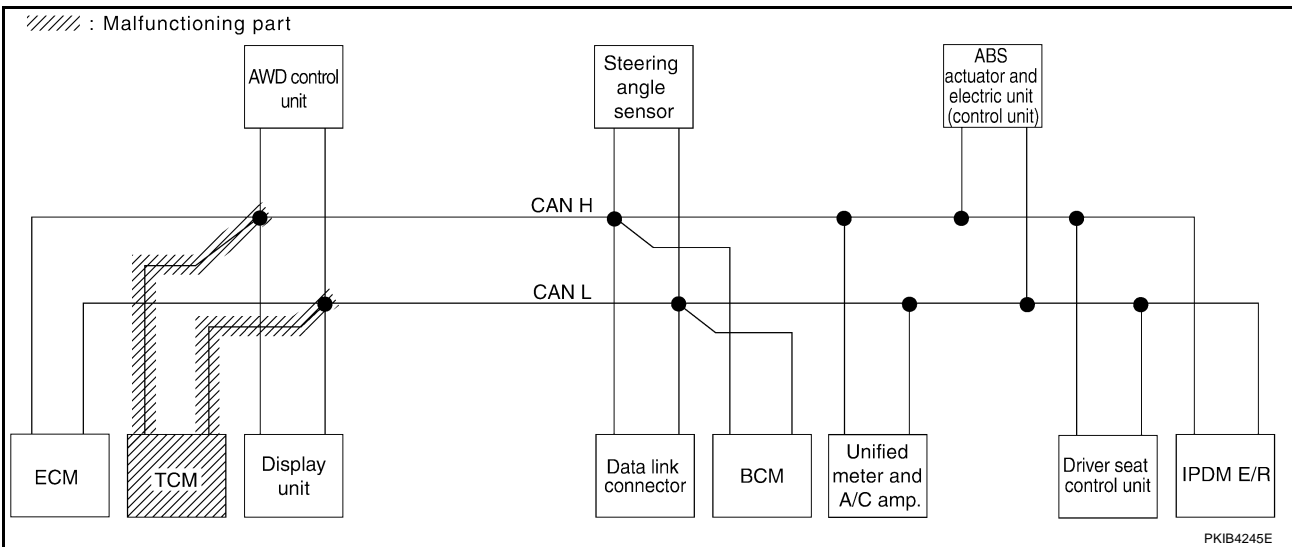 : Malfunctioning part
AWD control
unit
Steering
angle
sensor
ABS
actuator and
electric unit
(control unit)
CAN H
CAN L
ECM
TCM
Display
unit
Data link
connector
BCM
Unified
meter and
A/C amp.
Driver seat
control unit
IPDM E/R
PKIB4245E